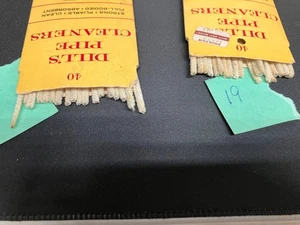 STRONG • PLIABLE • CLEAN
FULL-BODIED • ABSORBENT
DILL'S
PIPE
CLEANERS
40
DILL'S
PIPE
CLEANERS
40
19